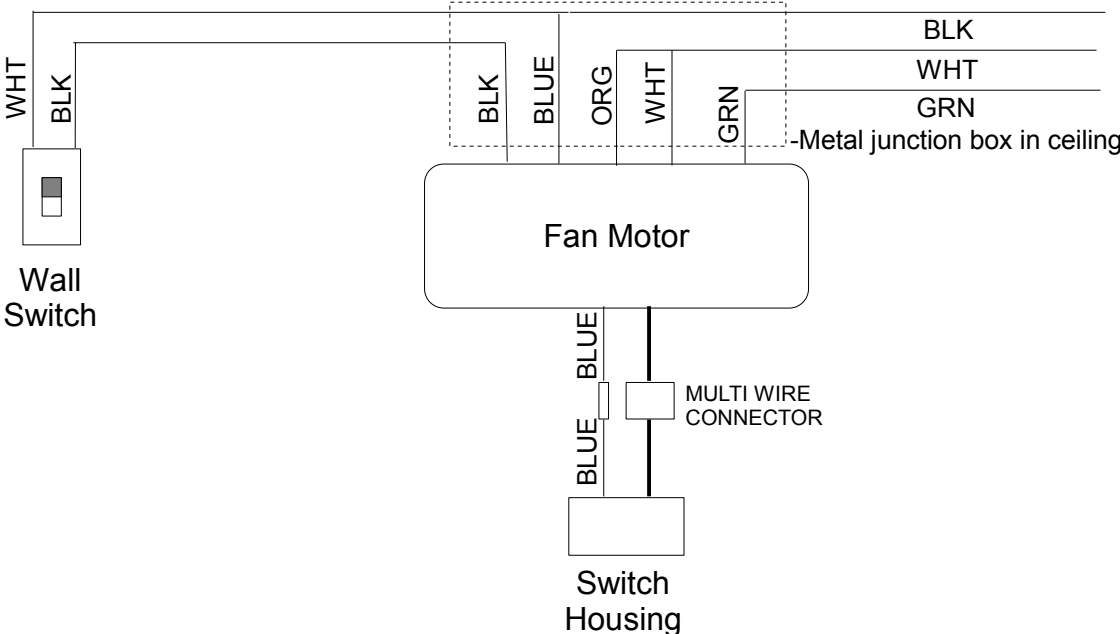 BLK
WHT
GRN
-Metal junction box in ceiling
WHT
BLK
BLK
BLUE
ORG
WHT
GRN
Fan Motor
Wall
Switch
BLUE
MULTI WIRE
CONNECTOR
BLUE
Switch
Housing